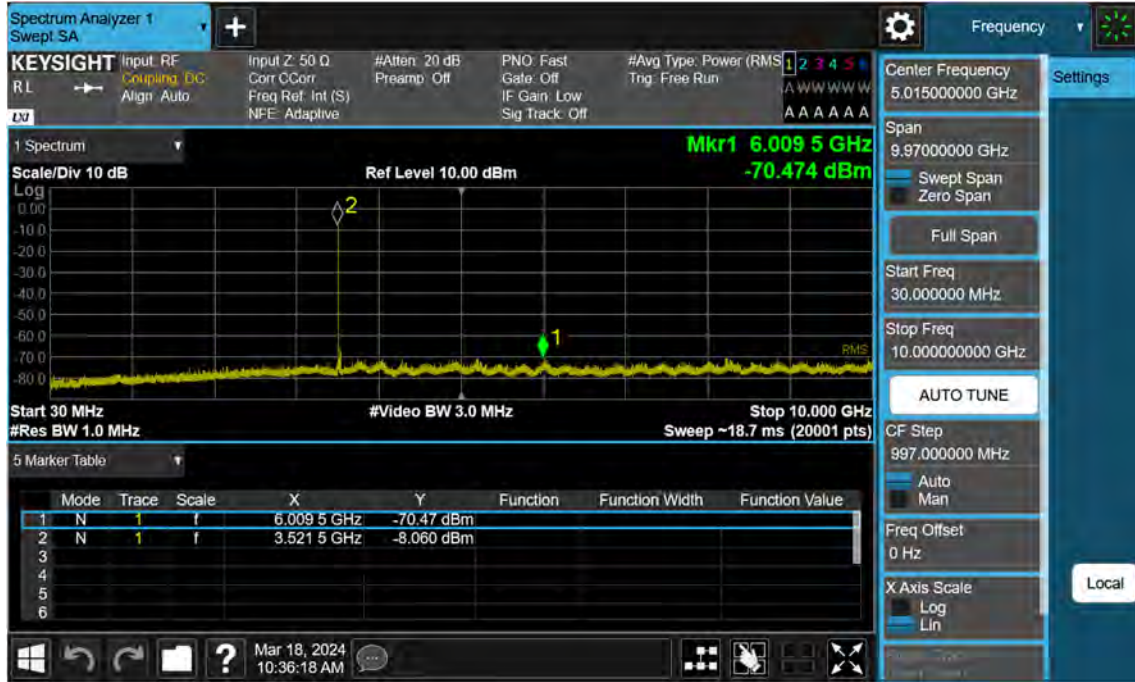 Spectrum Analyzer 1
Swept SA
+
Frequency
KEYSIGHT
RL
LXI
Input: RF
Coupling: DC
Align: Auto
Input Z: 50 Ω
Corr CCorr
Freq Ref: Int (S)
NFE: Adaptive
#Atten: 20 dB
Preamp: Off
PNO: Fast
Gate: Off
IF Gain: Low
Sig Track: Off
#Avg Type: Power (RMS
Trig: Free Run
1 2 3 4 5 6
A W W W W W
A A A A A A
1 Spectrum
Scale/Div 10 dB
Ref Level 10.00 dBm
Mkr1 6.009 5 GHz
-70.474 dBm
Log
0.00
-10.0
-20.0
-30.0
-40.0
-50.0
-60.0
-70.0
-80.0
2
1
RMS
Start 30 MHz
#Video BW 3.0 MHz
Stop 10.000 GHz
#Res BW 1.0 MHz
Sweep ~18.7 ms (20001 pts)
5 Marker Table
Mode Trace Scale X Y Function Function Width Function Value
1 N 1 f 6.009 5 GHz -70.47 dBm
2 N 1 f 3.521 5 GHz -8.060 dBm
3
4
5
6
?
Mar 18, 2024
10:36:18 AM
Center Frequency
5.015000000 GHz
Settings
Span
9.97000000 GHz
Swept Span
Zero Span
Full Span
Start Freq
30.000000 MHz
Stop Freq
10.000000000 GHz
AUTO TUNE
CF Step
997.000000 MHz
Auto
Man
Freq Offset
0 Hz
X Axis Scale
Log
Lin
Local